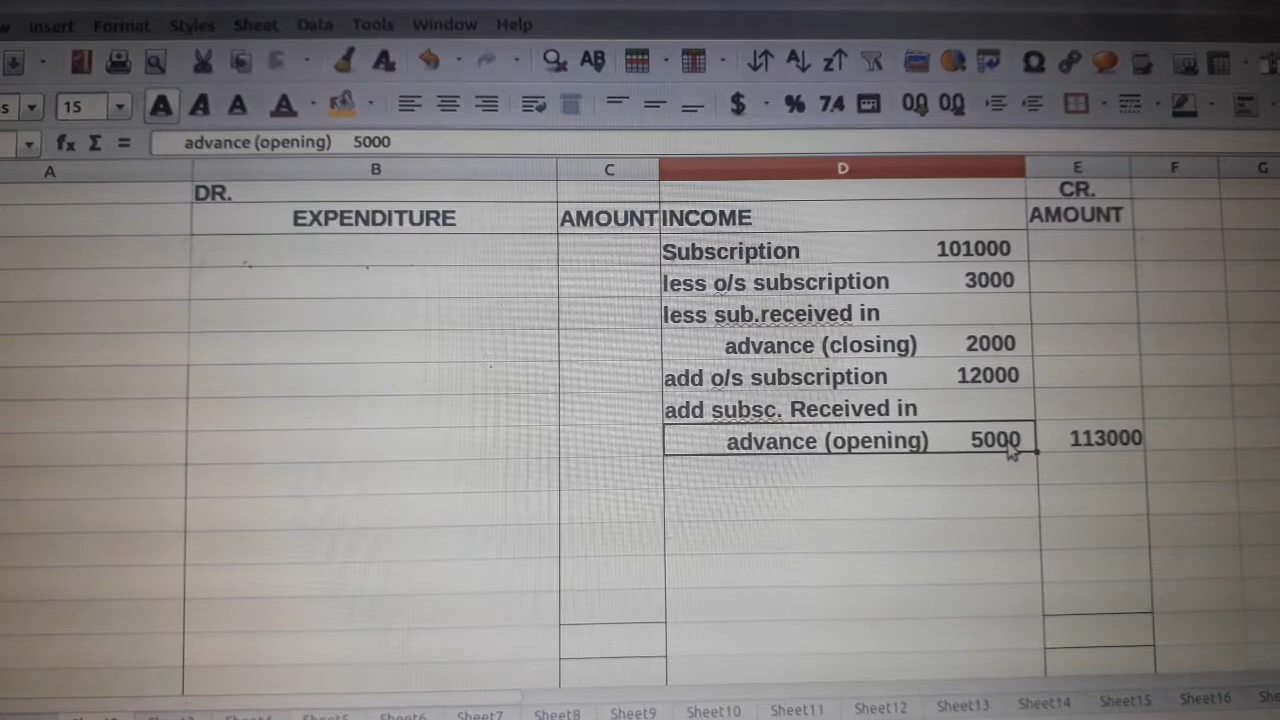 Insert Format Styles Sheet Data Tools Window Help
15
advance (opening) 5000
A B C D E F G
DR. CR.
EXPENDITURE AMOUNT INCOME AMOUNT
Subscription 101000
less o/s subscription 3000
less sub.received in
advance (closing) 2000
add o/s subscription 12000
add subsc. Received in
advance (opening) 5000 113000
Sheet7 Sheet8 Sheet9 Sheet10 Sheet11 Sheet12 Sheet13 Sheet14 Sheet15 Sheet16